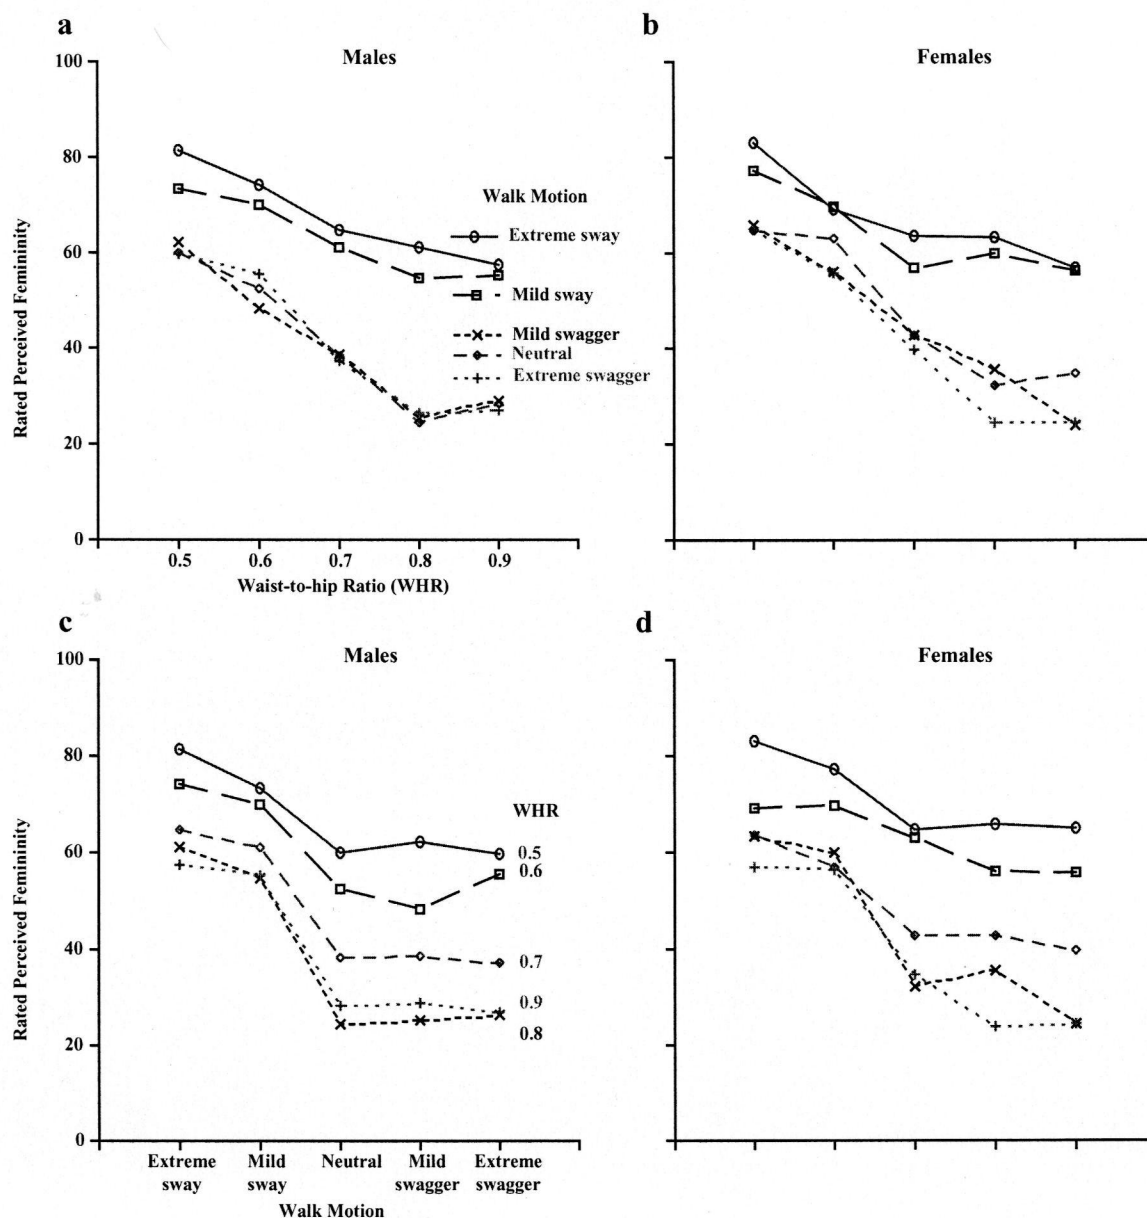 a
b
Males
Females
100
80
60
40
20
0
Rated Perceived Femininity
Walk Motion
Extreme sway
Mild sway
Mild swagger
Neutral
Extreme swagger
0.5 0.6 0.7 0.8 0.9
Waist-to-hip Ratio (WHR)
c
d
Males
Females
100
80
60
40
20
0
Rated Perceived Femininity
WHR
0.5
0.6
0.7
0.9
0.8
Extreme Mild Neutral Mild Extreme
sway sway swagger swagger
Walk Motion